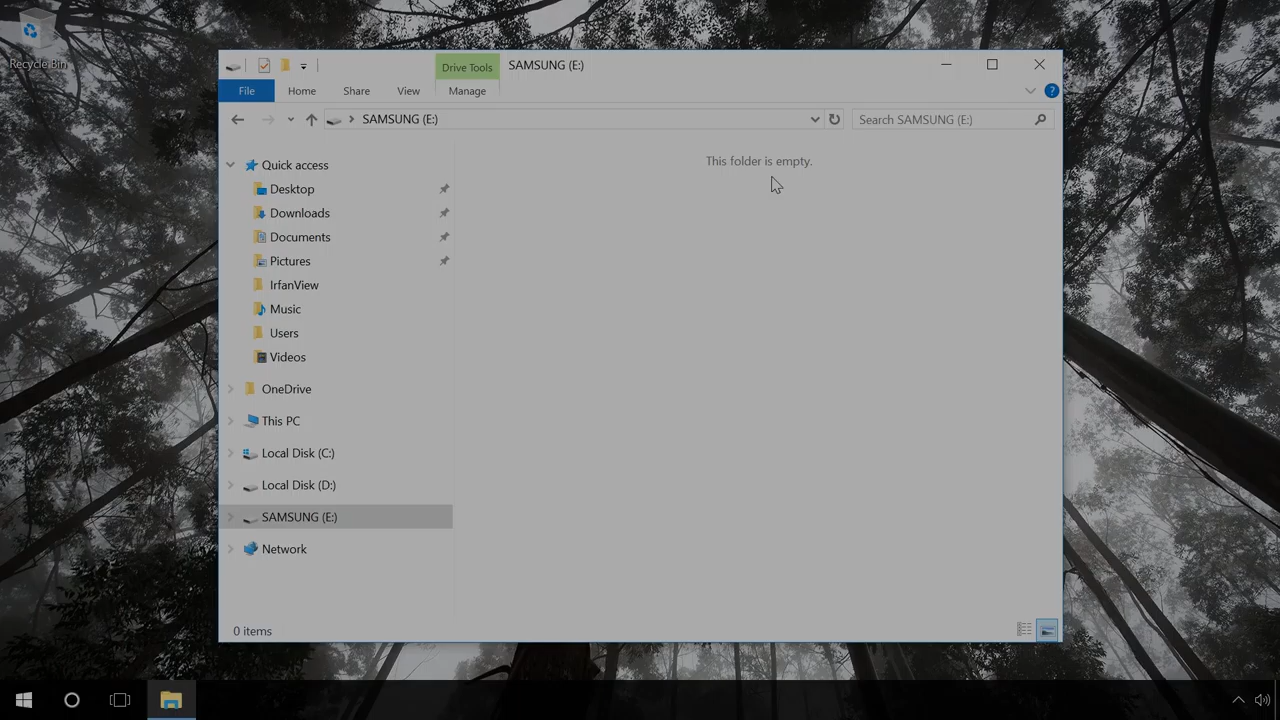 Recycle Bin
Drive Tools
SAMSUNG (E:)
File
Home
Share
View
Manage
SAMSUNG (E:)
Search SAMSUNG (E:)
Quick access
Desktop
Downloads
Documents
Pictures
IrfanView
Music
Users
Videos
OneDrive
This PC
Local Disk (C:)
Local Disk (D:)
SAMSUNG (E:)
Network
This folder is empty.
0 items